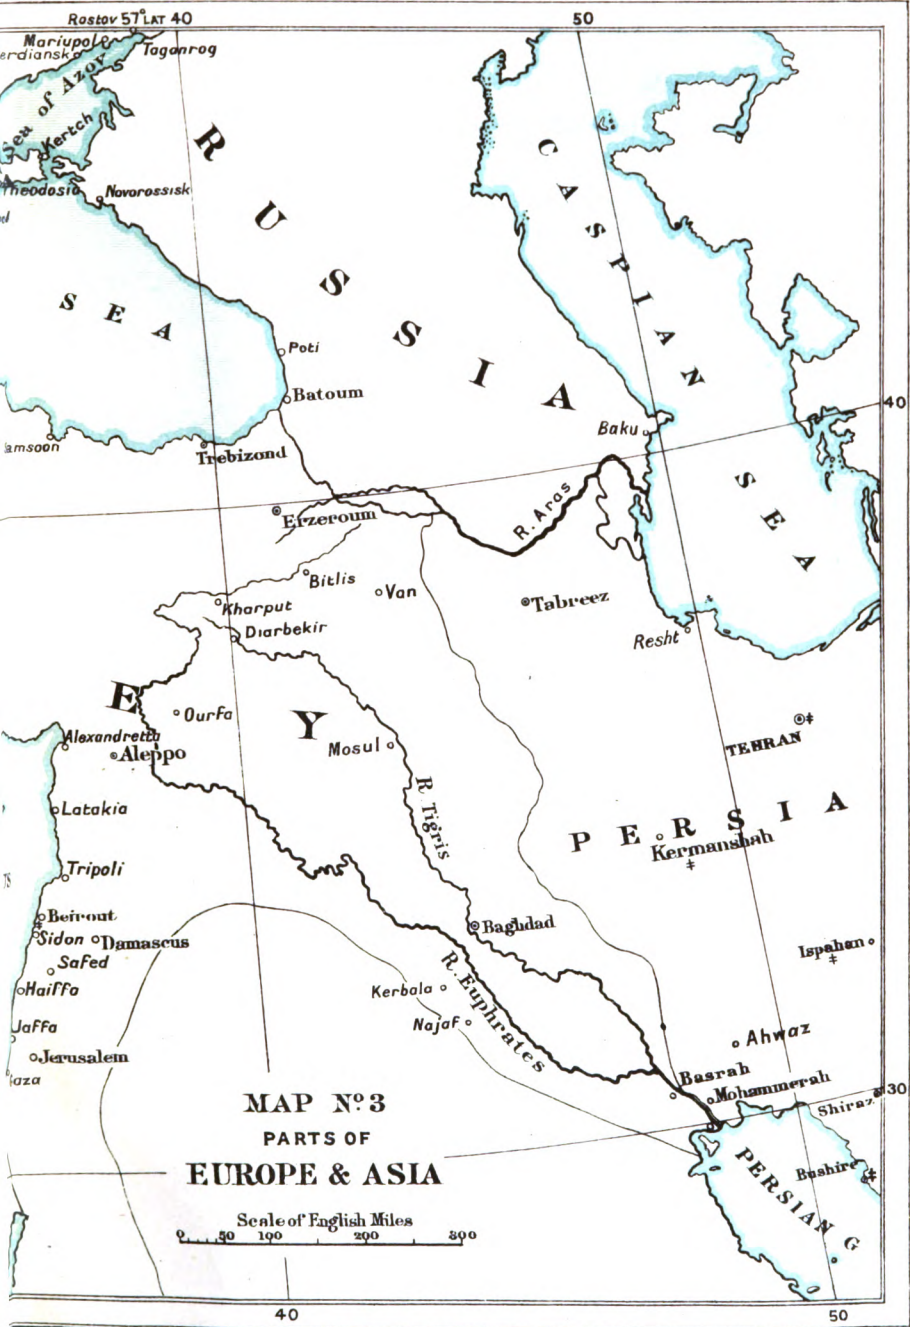 Rostov 57° LAT 40
50
Mariupol
erdiansk
Taganrog
Sea of Azov
Kertch
Theodosia
Novorossisk
RUSSIA
CASPIAN
SEA
SEA
Poti
Batoum
40
amsoon
Trebizond
Baku
Erzeroum
R. Aras
Bitlis
Van
Kharput
Tabreez
Diarbekir
Resht
E
Y
Ourfa
Alexandretta
Aleppo
Mosul
TEHRAN
R. Tigris
Latakia
PERSIA
Kermanshah
Tripoli
Beirout
Sidon
Damascus
Baghdad
Safed
Haiffa
Ispahan
R. Euphrates
Kerbala
Najaf
Jaffa
Jerusalem
Ahwaz
aza
Basrah
Mohammerah
30
Shiraz
MAP No. 3
PARTS OF
EUROPE & ASIA
Bushire
PERSIAN G
Scale of English Miles
0 50 100 200 300
40
50